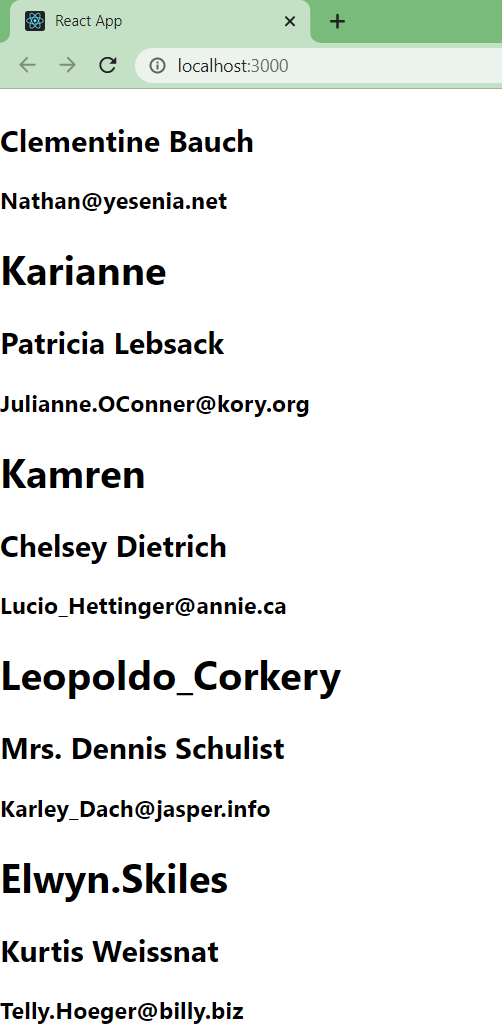 React App
localhost:3000
Clementine Bauch
Nathan@yesenia.net
Karianne
Patricia Lebsack
Julianne.OConner@kory.org
Kamren
Chelsey Dietrich
Lucio_Hettinger@annie.ca
Leopoldo_Corkery
Mrs. Dennis Schulist
Karley_Dach@jasper.info
Elwyn.Skiles
Kurtis Weissnat
Telly.Hoeger@billy.biz